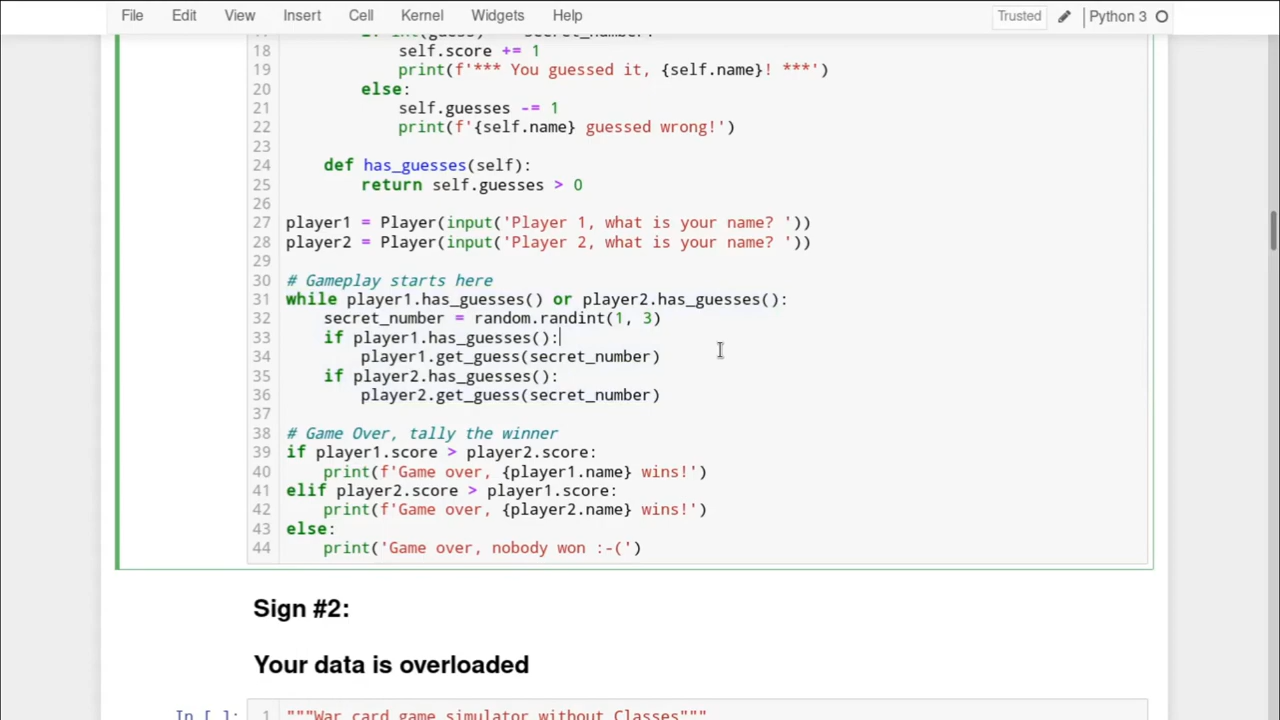 File Edit View Insert Cell Kernel Widgets Help Trusted Python 3
18 self.score += 1
19 print(f'*** You guessed it, {self.name}! ***')
20 else:
21 self.guesses -= 1
22 print(f'{self.name} guessed wrong!')
23
24 def has_guesses(self):
25 return self.guesses > 0
26
27 player1 = Player(input('Player 1, what is your name? '))
28 player2 = Player(input('Player 2, what is your name? '))
29
30 # Gameplay starts here
31 while player1.has_guesses() or player2.has_guesses():
32 secret_number = random.randint(1, 3)
33 if player1.has_guesses():
34 player1.get_guess(secret_number)
35 if player2.has_guesses():
36 player2.get_guess(secret_number)
37
38 # Game Over, tally the winner
39 if player1.score > player2.score:
40 print(f'Game over, {player1.name} wins!')
41 elif player2.score > player1.score:
42 print(f'Game over, {player2.name} wins!')
43 else:
44 print('Game over, nobody won :-(')
Sign #2:
Your data is overloaded
In [ ]: 1 """War card game simulator without Classes"""